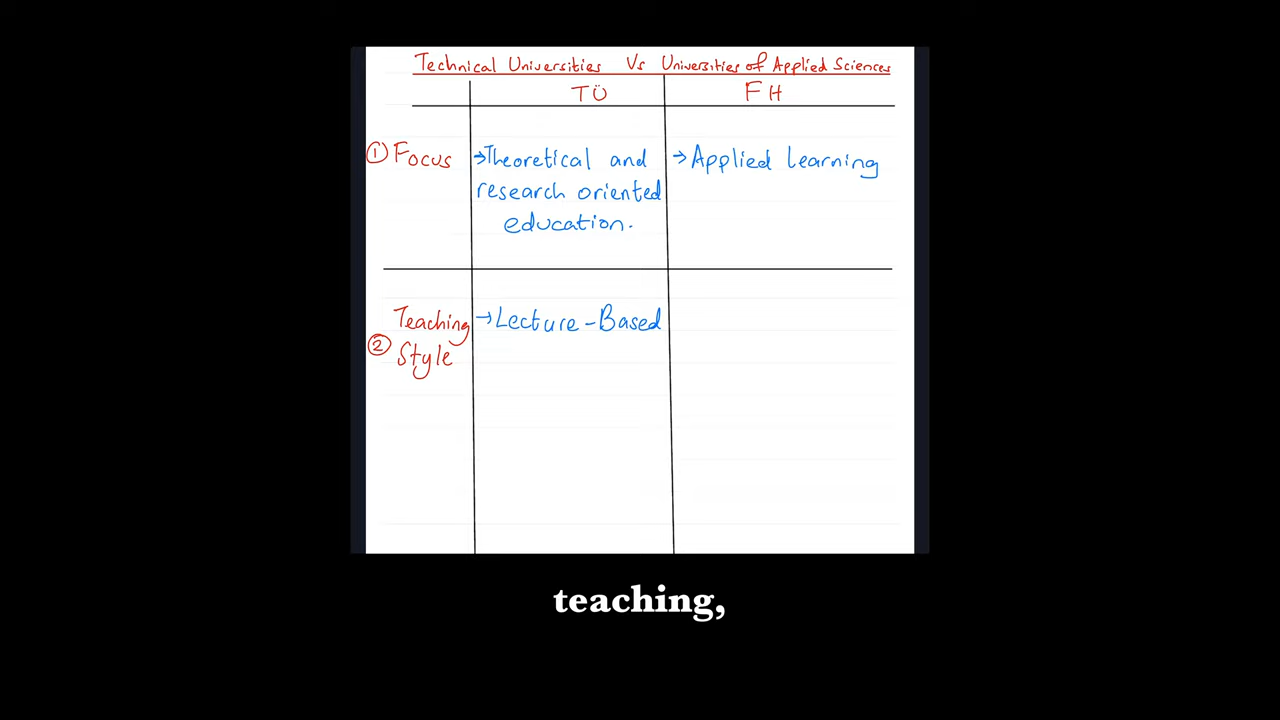 Technical Universities Vs Universities of Applied Sciences
TÜ FH
① Focus →Theoretical and →Applied Learning
research oriented
education.
Teaching →Lecture-Based
② Style
teaching,